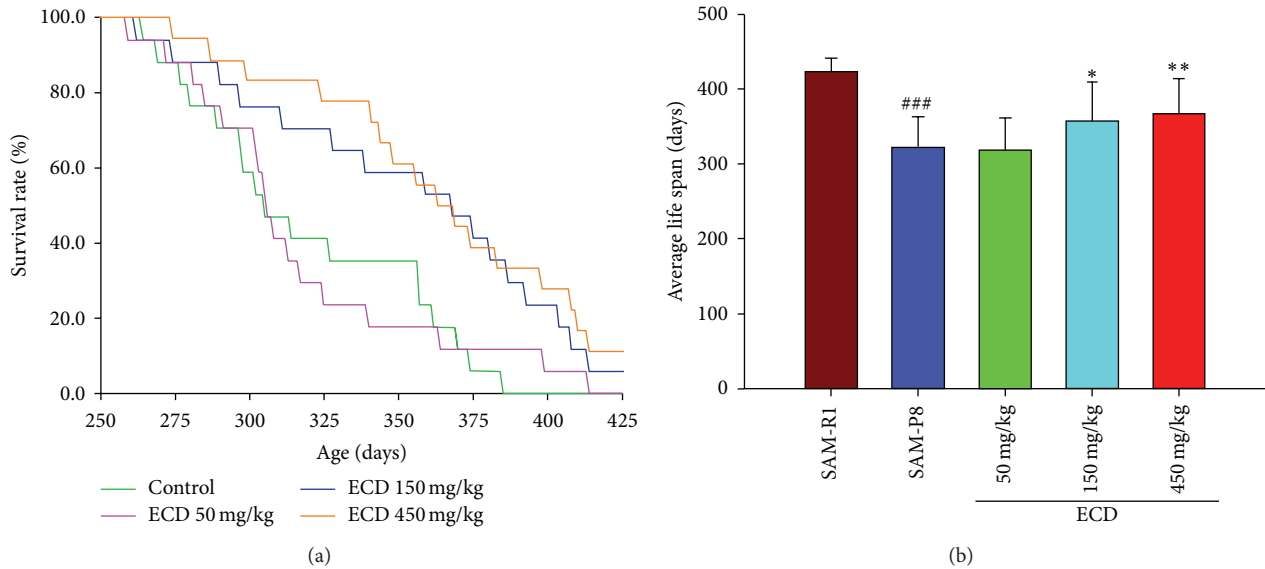 100.0
80.0
60.0
40.0
20.0
0.0
Survival rate (%)
250 275 300 325 350 375 400 425
Age (days)
Control
ECD 50 mg/kg
ECD 150 mg/kg
ECD 450 mg/kg
(a)
500
400
300
200
100
0
Average life span (days)
###
*
**
SAM-R1
SAM-P8
50 mg/kg
150 mg/kg
450 mg/kg
ECD
(b)